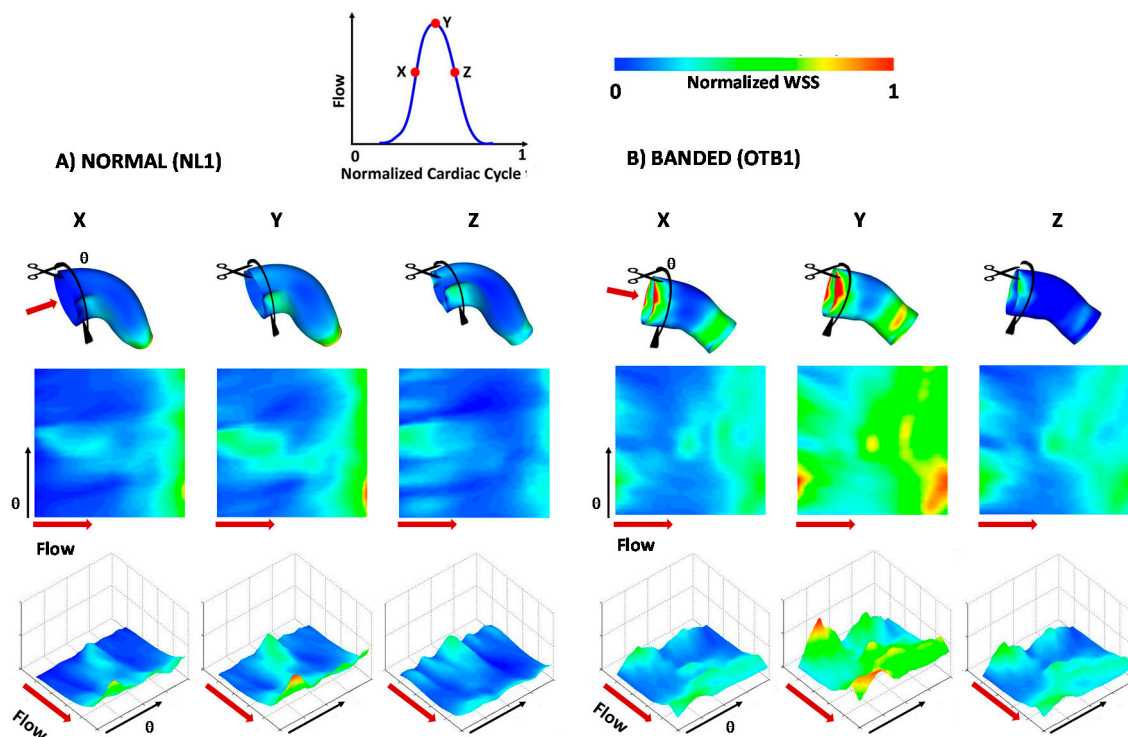 Y
X
Z
Flow
0
1
Normalized Cardiac Cycle
Normalized WSS
0
1
A) NORMAL (NL1)
B) BANDED (OTB1)
X
Y
Z
X
Y
Z
θ
θ
θ
θ
Flow
Flow
Flow
θ
Flow
θ